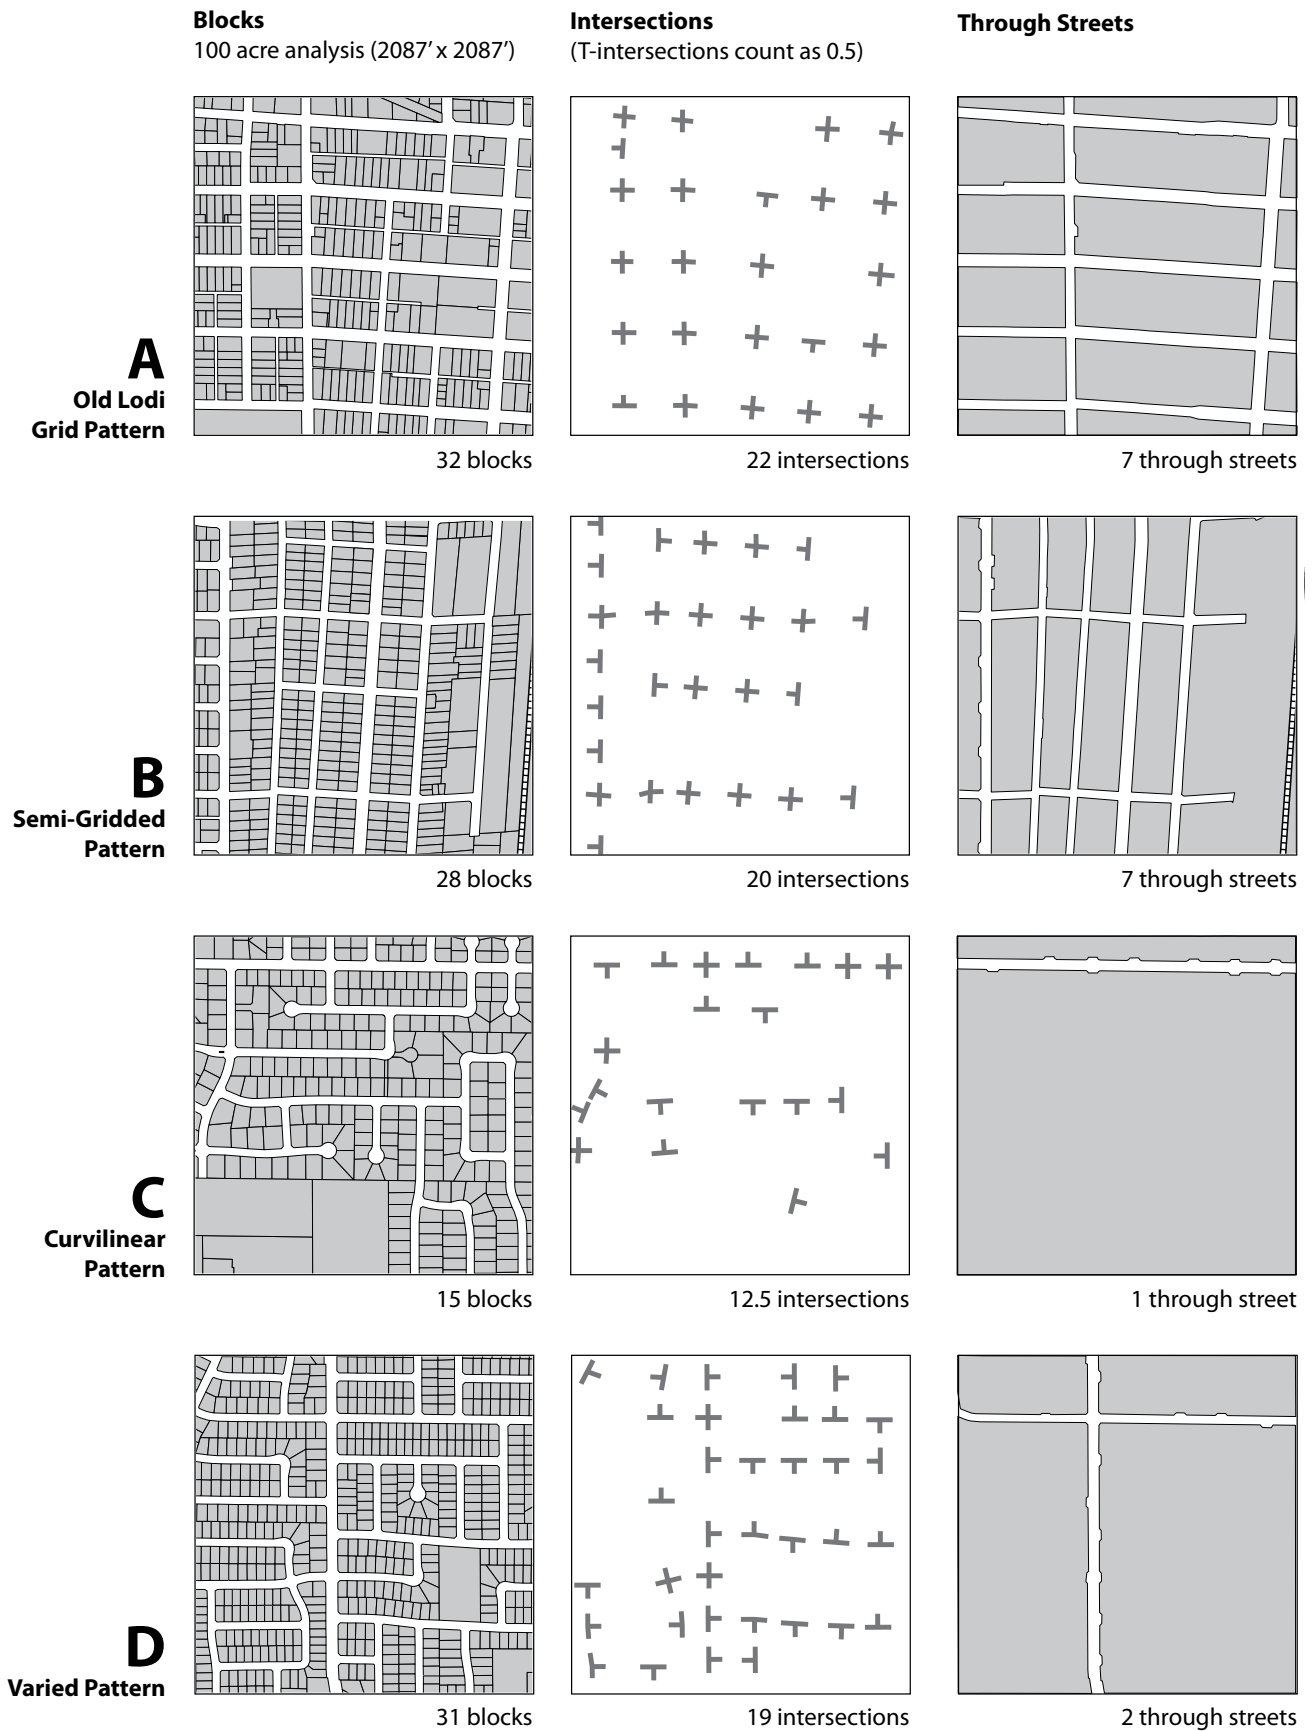 Blocks
100 acre analysis (2087’ x 2087’)
Intersections
(T-intersections count as 0.5)
Through Streets
A
Old Lodi
Grid Pattern
32 blocks
22 intersections
7 through streets
B
Semi-Gridded
Pattern
28 blocks
20 intersections
7 through streets
C
Curvilinear
Pattern
15 blocks
12.5 intersections
1 through street
D
Varied Pattern
31 blocks
19 intersections
2 through streets